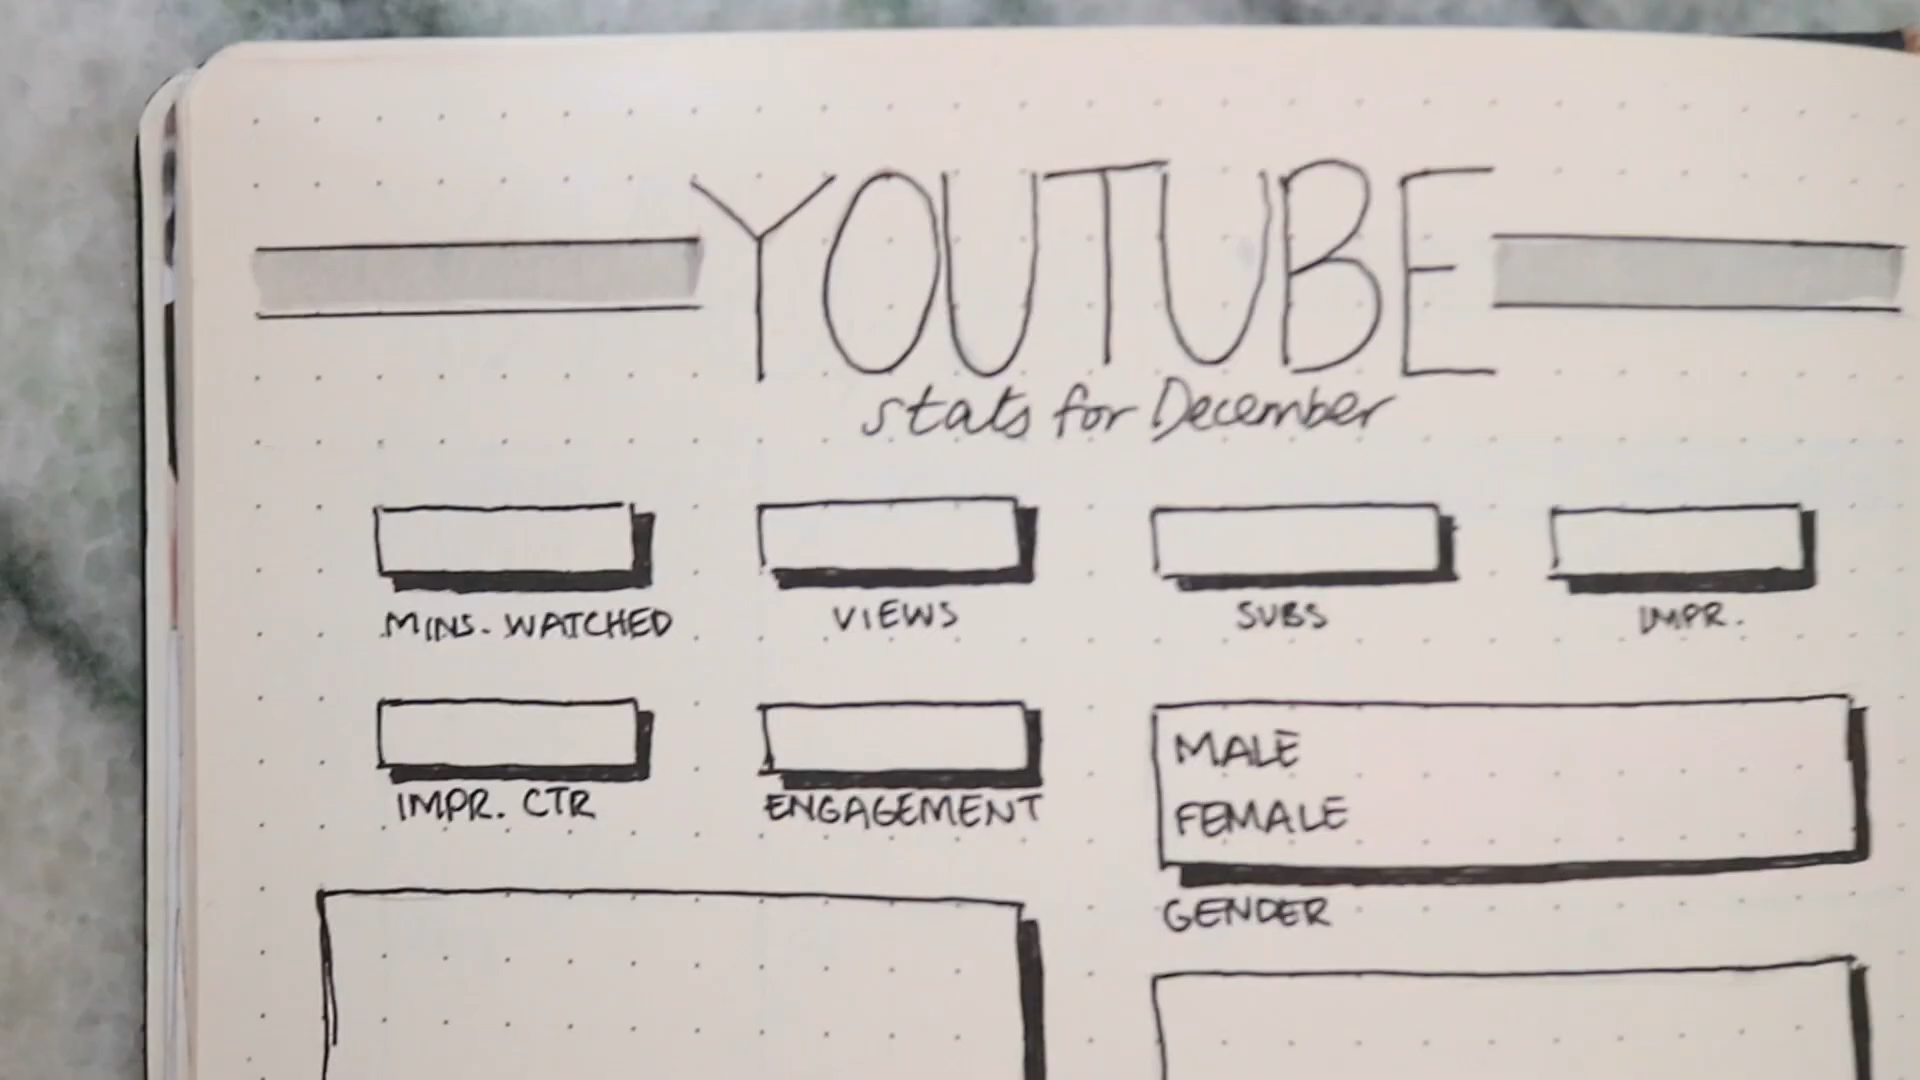 YOUTUBE
stats for December
MINS. WATCHED
VIEWS
SUBS
IMPR.
IMPR. CTR
ENGAGEMENT
MALE
FEMALE
GENDER